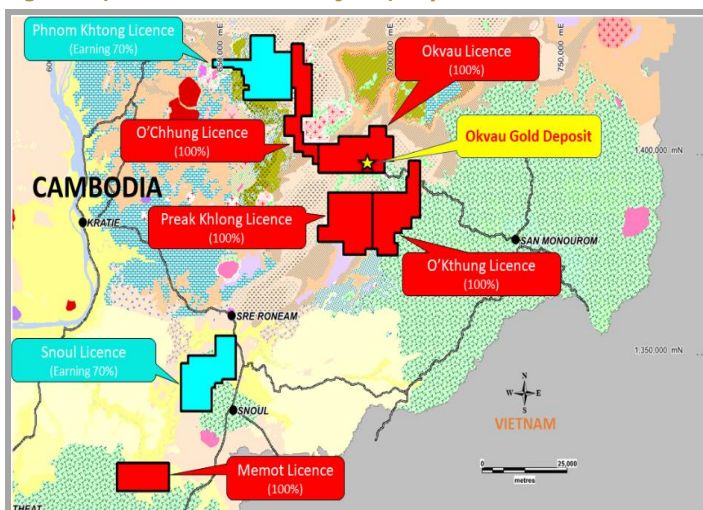 Phnom Khtong Licence
(Earning 70%)
Okvau Licence
(100%)
O'Chhung Licence
(100%)
Okvau Gold Deposit
1,400,000 mN
CAMBODIA
KRATIE
Preak Khlong Licence
(100%)
SAN MONOUROM
O'Kthung Licence
(100%)
SRE RONEAM
Snoul Licence
(Earning 70%)
1,350,000 mN
SNOUL
N
W E
S
VIETNAM
Memot Licence
(100%)
0 25,000
metres
THEAT